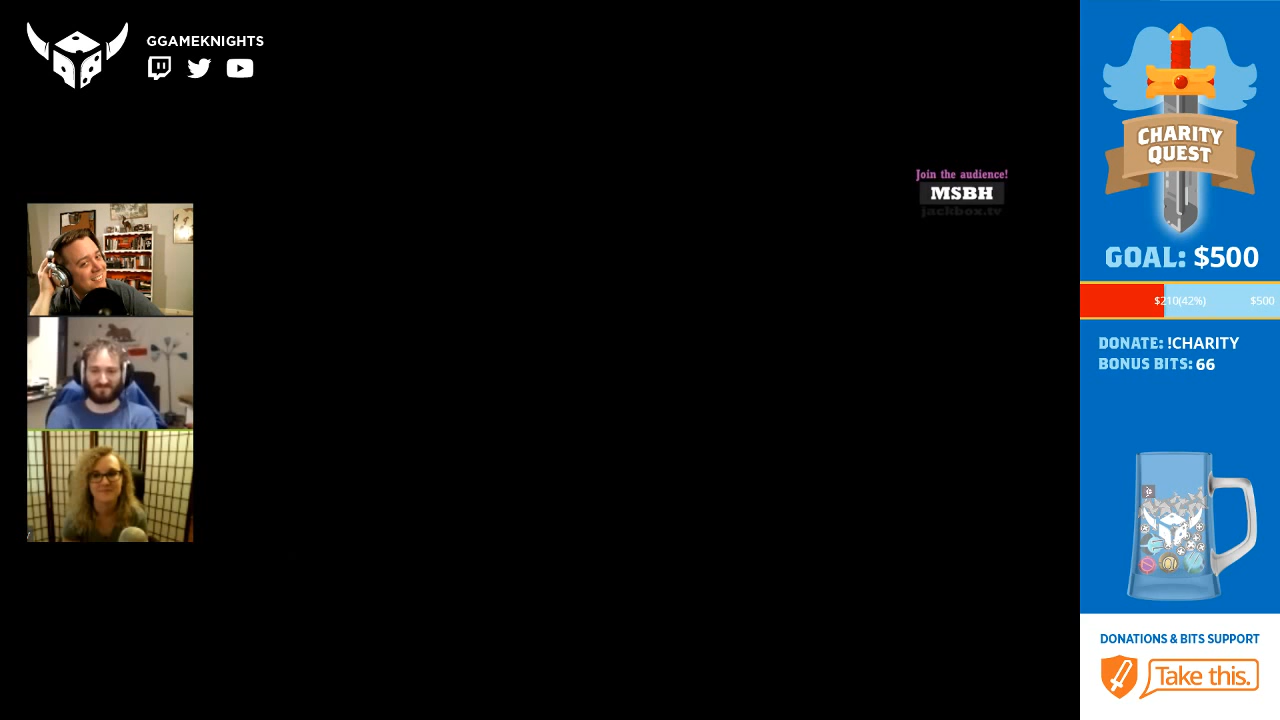 GGAMEKNIGHTS
Join the audience!
MSBH
jackbox.tv
CHARITY
QUEST
GOAL: $500
$210(42%) $500
DONATE: !CHARITY
BONUS BITS: 66
DONATIONS & BITS SUPPORT
Take this.